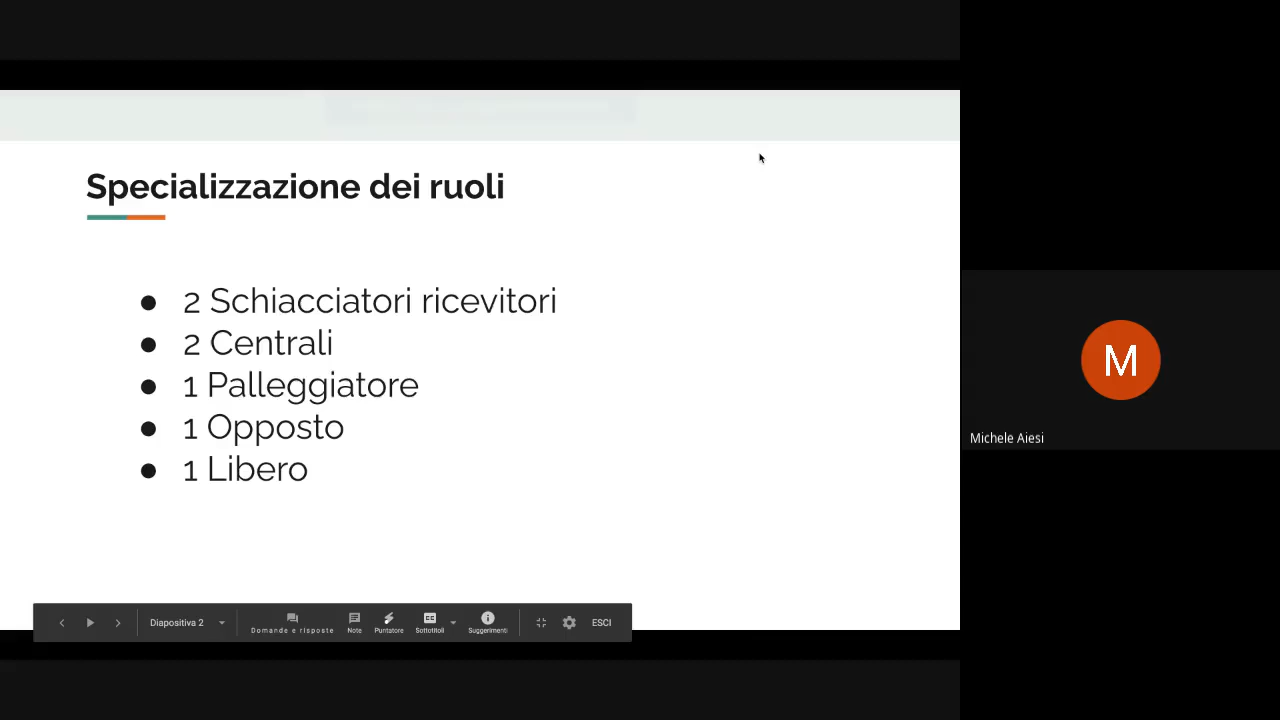 Specializzazione dei ruoli
● 2 Schiacciatori ricevitori
● 2 Centrali
● 1 Palleggiatore
● 1 Opposto
● 1 Libero
M
Michele Aiesi
Diapositiva 2
Domande e risposte
Note
Puntatore
Sottotitoli
Suggerimenti
ESCI